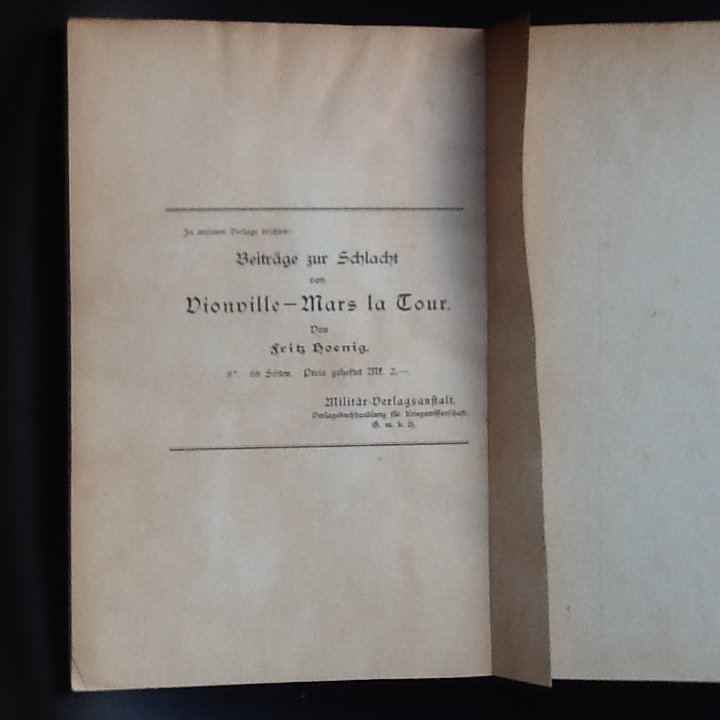 In unserem Verlage erschien:
Beiträge zur Schlacht
von
Vionville—Mars la Tour.
Von
Fritz Hoenig.
8°. 88 Seiten. Preis geheftet Mk. 2.—.
Militär-Verlagsanstalt.
Verlagsbuchhandlung für Kriegswissenschaft
G. m. b. H.